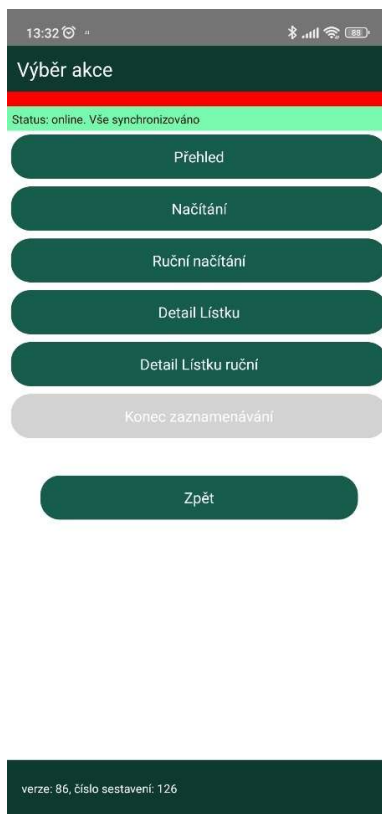 13:32
88
Výběr akce
Status: online. Vše synchronizováno
Přehled
Načítání
Ruční načítání
Detail Lístku
Detail Lístku ruční
Konec zaznamenávání
Zpět
verze: 86, číslo sestavení: 126